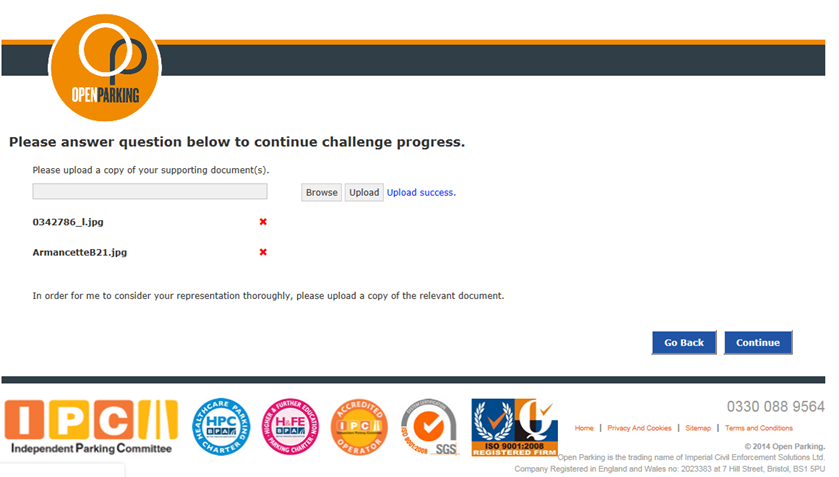 OPENPARKING
Please answer question below to continue challenge progress.
Please upload a copy of your supporting document(s).
Browse Upload Upload success.
0342786_l.jpg
ArmancetteB21.jpg
In order for me to consider your representation thoroughly, please upload a copy of the relevant document.
Go Back Continue
IPC
Independent Parking Committee
HEALTHCARE PARKING
HPC
BPA
CHARTER
HIGHER & FURTHER EDUCATION
H&FE
BPA
PARKING CHARTER
ACCREDITED
IPC
OPERATOR
ISO 9001:2008
SGS
ISO 9001:2008
REGISTERED FIRM
0330 088 9564
Home | Privacy And Cookies | Sitemap | Terms and Conditions
© 2014 Open Parking.
Open Parking is the trading name of Imperial Civil Enforcement Solutions Ltd.
Company Registered in England and Wales no: 2023383 at 7 Hill Street, Bristol, BS1 5PU